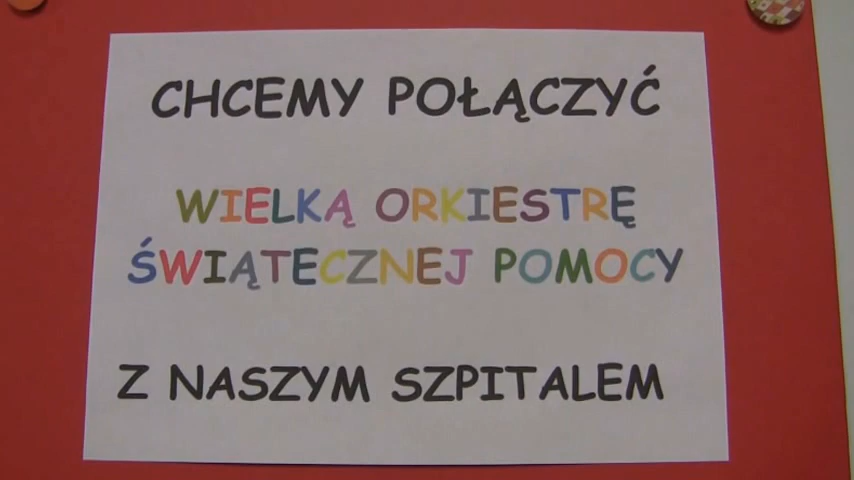 CHCEMY POŁĄCZYĆ
WIELKĄ ORKIESTRĘ
ŚWIĄTECZNEJ POMOCY
Z NASZYM SZPITALEM